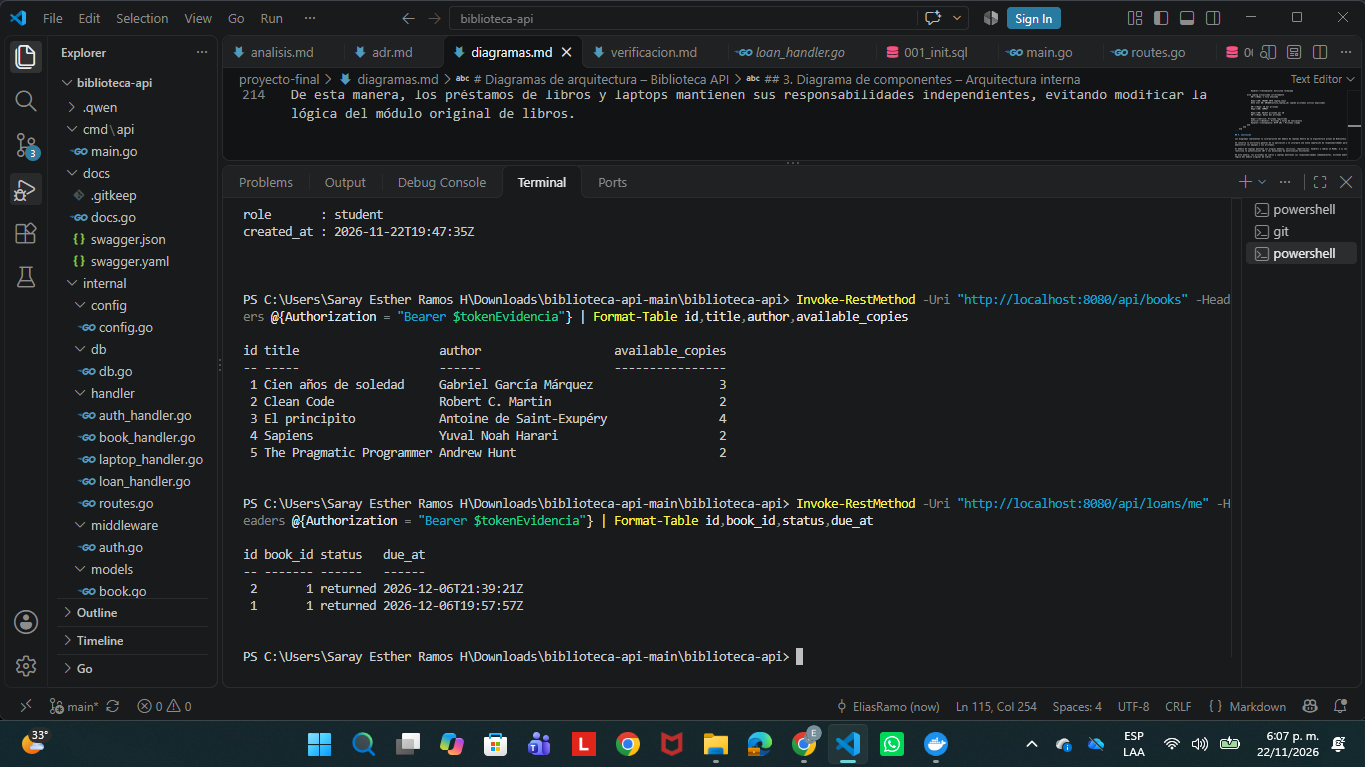 File Edit Selection View Go Run ··· biblioteca-api Sign In
Explorer ···
biblioteca-api
.qwen
cmd \ api
main.go
docs
.gitkeep
docs.go
swagger.json
swagger.yaml
internal
config
config.go
db
db.go
handler
auth_handler.go
book_handler.go
laptop_handler.go
loan_handler.go
routes.go
middleware
auth.go
models
book.go
Outline
Timeline
Go
3
analisis.md adr.md diagramas.md verificacion.md loan_handler.go 001_init.sql main.go routes.go
proyecto-final > diagramas.md > # Diagramas de arquitectura – Biblioteca API > ## 3. Diagrama de componentes – Arquitectura interna
Text Editor
214 De esta manera, los préstamos de libros y laptops mantienen sus responsabilidades independientes, evitando modificar la
lógica del módulo original de libros.
Problems Output Debug Console Terminal Ports
powershell
git
powershell
role : student
created_at : 2026-11-22T19:47:35Z
PS C:\Users\Saray Esther Ramos H\Downloads\biblioteca-api-main\biblioteca-api> Invoke-RestMethod -Uri "http://localhost:8080/api/books" -Head
ers @{Authorization = "Bearer $tokenEvidencia"} | Format-Table id,title,author,available_copies
id title author available_copies
-- ----- ------ ----------------
1 Cien años de soledad Gabriel García Márquez 3
2 Clean Code Robert C. Martin 2
3 El principito Antoine de Saint-Exupéry 4
4 Sapiens Yuval Noah Harari 2
5 The Pragmatic Programmer Andrew Hunt 2
PS C:\Users\Saray Esther Ramos H\Downloads\biblioteca-api-main\biblioteca-api> Invoke-RestMethod -Uri "http://localhost:8080/api/loans/me" -H
eaders @{Authorization = "Bearer $tokenEvidencia"} | Format-Table id,book_id,status,due_at
id book_id status due_at
-- ------- ------ ------
2 1 returned 2026-12-06T21:39:21Z
1 1 returned 2026-12-06T19:57:57Z
PS C:\Users\Saray Esther Ramos H\Downloads\biblioteca-api-main\biblioteca-api>
main* 0 0 EliasRamo (now) Ln 115, Col 254 Spaces: 4 UTF-8 CRLF {} Markdown
33° L E ESP
LAA
6:07 p. m.
22/11/2026